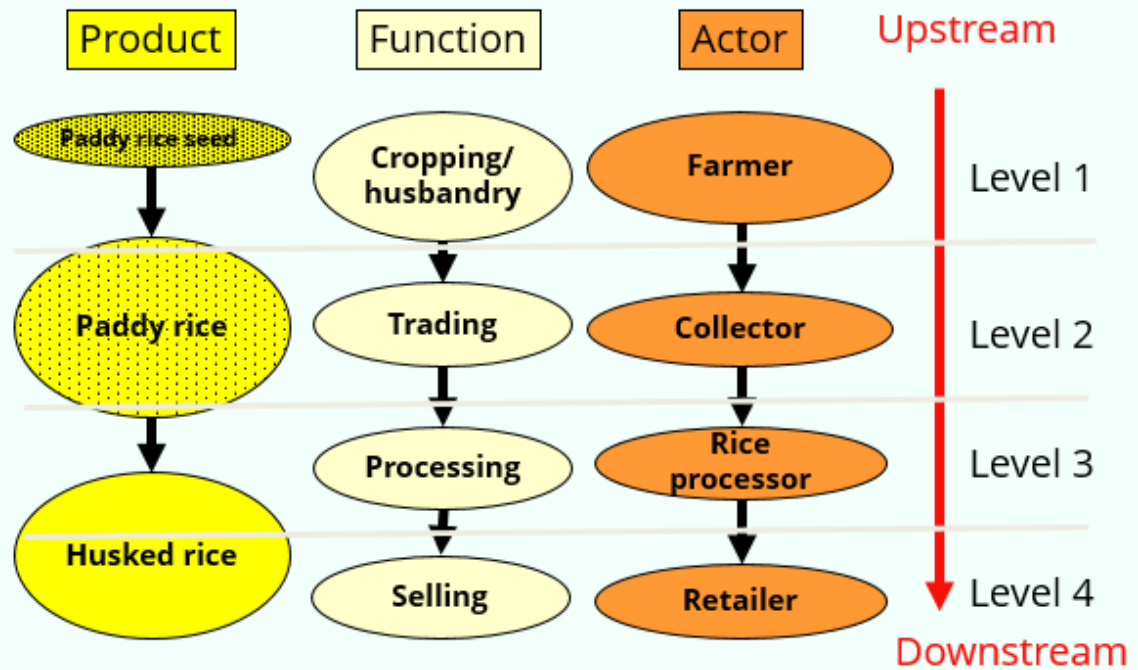 Product
Function
Actor
Upstream
Paddy rice seed
Cropping/
husbandry
Farmer
Level 1
Paddy rice
Trading
Collector
Level 2
Processing
Rice
processor
Level 3
Husked rice
Selling
Retailer
Level 4
Downstream